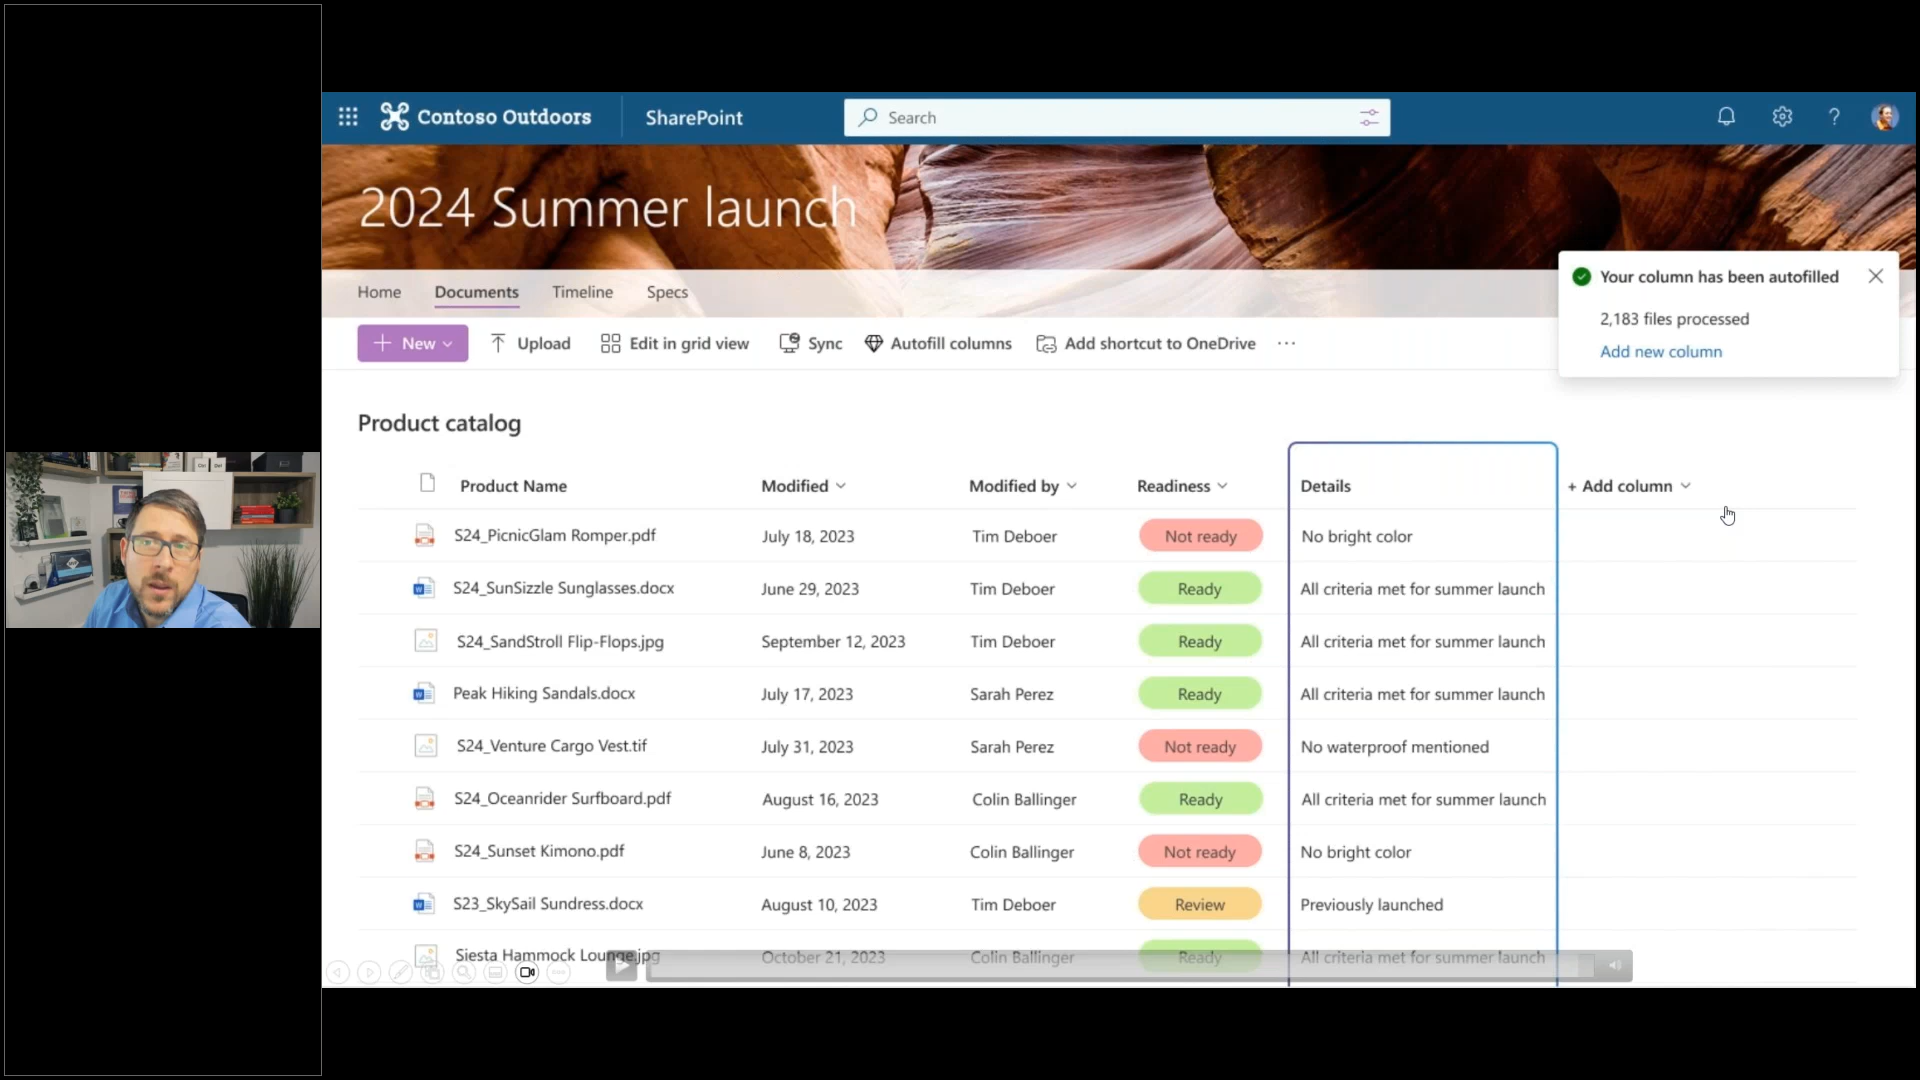 Contoso Outdoors
SharePoint
Search
?
2024 Summer launch
Your column has been autofilled
2,183 files processed
Add new column
Home
Documents
Timeline
Specs
New
Upload
Edit in grid view
Sync
Autofill columns
Add shortcut to OneDrive
...
Product catalog
Product Name
Modified
Modified by
Readiness
Details
+ Add column
S24_PicnicGlam Romper.pdf
July 18, 2023
Tim Deboer
Not ready
No bright color
S24_SunSizzle Sunglasses.docx
June 29, 2023
Tim Deboer
Ready
All criteria met for summer launch
S24_SandStroll Flip-Flops.jpg
September 12, 2023
Tim Deboer
Ready
All criteria met for summer launch
Peak Hiking Sandals.docx
July 17, 2023
Sarah Perez
Ready
All criteria met for summer launch
S24_Venture Cargo Vest.tif
July 31, 2023
Sarah Perez
Not ready
No waterproof mentioned
S24_Oceanrider Surfboard.pdf
August 16, 2023
Colin Ballinger
Ready
All criteria met for summer launch
S24_Sunset Kimono.pdf
June 8, 2023
Colin Ballinger
Not ready
No bright color
S23_SkySail Sundress.docx
August 10, 2023
Tim Deboer
Review
Previously launched
Siesta Hammock Lounge.jpg
October 21, 2023
Colin Ballinger
Ready
All criteria met for summer launch